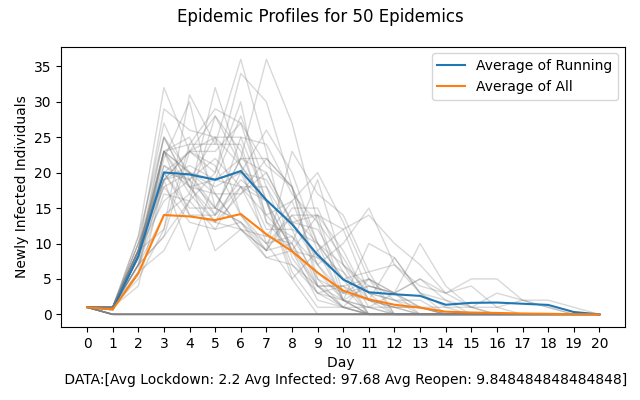 Epidemic Profiles for 50 Epidemics
Average of Running
Average of All
Newly Infected Individuals
35
30
25
20
15
10
5
0
0 1 2 3 4 5 6 7 8 9 10 11 12 13 14 15 16 17 18 19 20
Day
DATA:[Avg Lockdown: 2.2 Avg Infected: 97.68 Avg Reopen: 9.848484848484848]